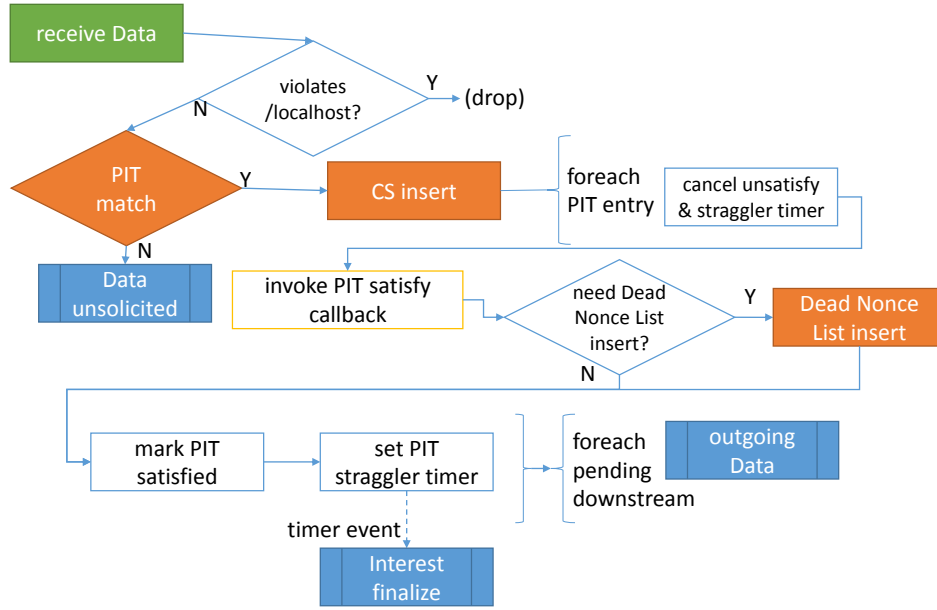 receive Data
violates
/localhost?
Y
(drop)
N
PIT
match
Y
CS insert
foreach
PIT entry
cancel unsatisfy
& straggler timer
N
Data
unsolicited
invoke PIT satisfy
callback
need Dead
Nonce List
insert?
Y
Dead Nonce
List insert
N
mark PIT
satisfied
set PIT
straggler timer
foreach
pending
downstream
outgoing
Data
timer event
Interest
finalize